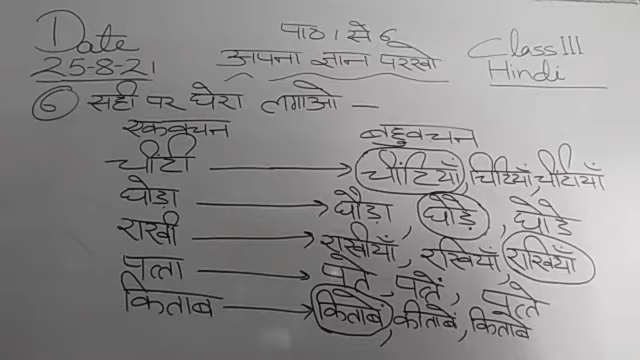 Date
25-8-21
पाठ 1 से 6
अपना ज्ञान परखो
Class III
Hindi
6 सही पर घेरा लगाओ —
एकवचन बहुवचन
चींटी → चींटियाँ, चिटियाँ, चीटीयाँ
घोड़ा → घौड़ा, घोड़े, घौड़े
राखी → राखीयाँ, रखियाँ, राखियाँ
पत्ता → पते, पतें, पत्ते
किताब → किताबें, कीताबें, किताबे